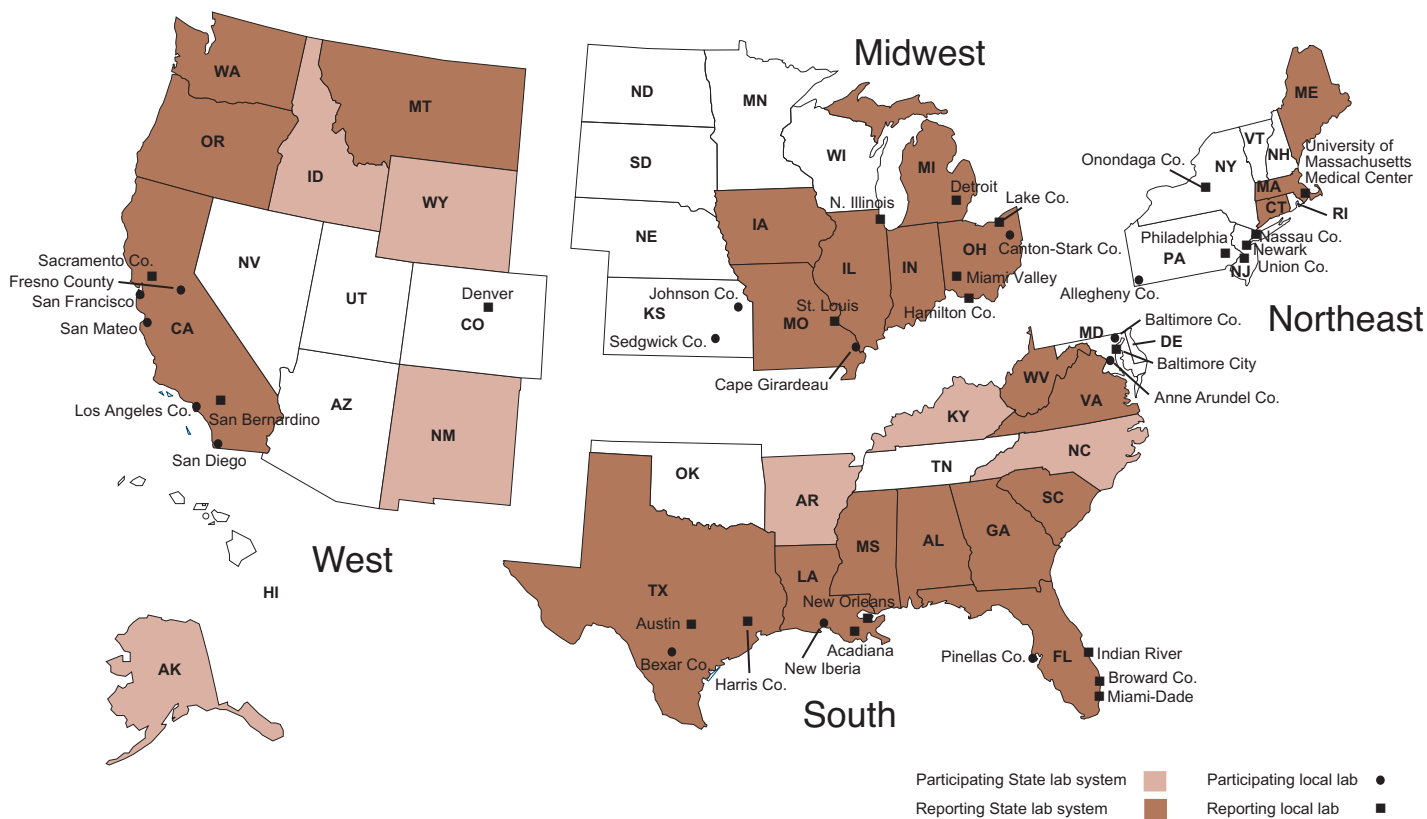 Midwest
WA
MT
ND
MN
ME
OR
SD
WI
MI
VT
NH
University of
Massachusetts
Medical Center
Onondaga Co.
NY
ID
WY
Detroit
Lake Co.
MA
CT
RI
N. Illinois
NE
IA
OH
Canton-Stark Co.
Philadelphia
PA
Nassau Co.
Newark
NJ
Union Co.
Sacramento Co.
Fresno County
San Francisco
NV
IL
IN
Miami Valley
Allegheny Co.
UT
Denver
CO
Johnson Co.
KS
St. Louis
Hamilton Co.
San Mateo
CA
Sedgwick Co.
MO
MD
Baltimore Co.
DE
Northeast
Cape Girardeau
WV
Baltimore City
Los Angeles Co.
San Bernardino
AZ
VA
Anne Arundel Co.
KY
San Diego
NM
NC
OK
TN
AR
SC
West
MS
AL
GA
HI
TX
LA
New Orleans
Austin
Acadiana
Bexar Co.
Harris Co.
New Iberia
Pinellas Co.
FL
Indian River
Broward Co.
Miami-Dade
AK
South
Participating State lab system
Participating local lab
Reporting State lab system
Reporting local lab